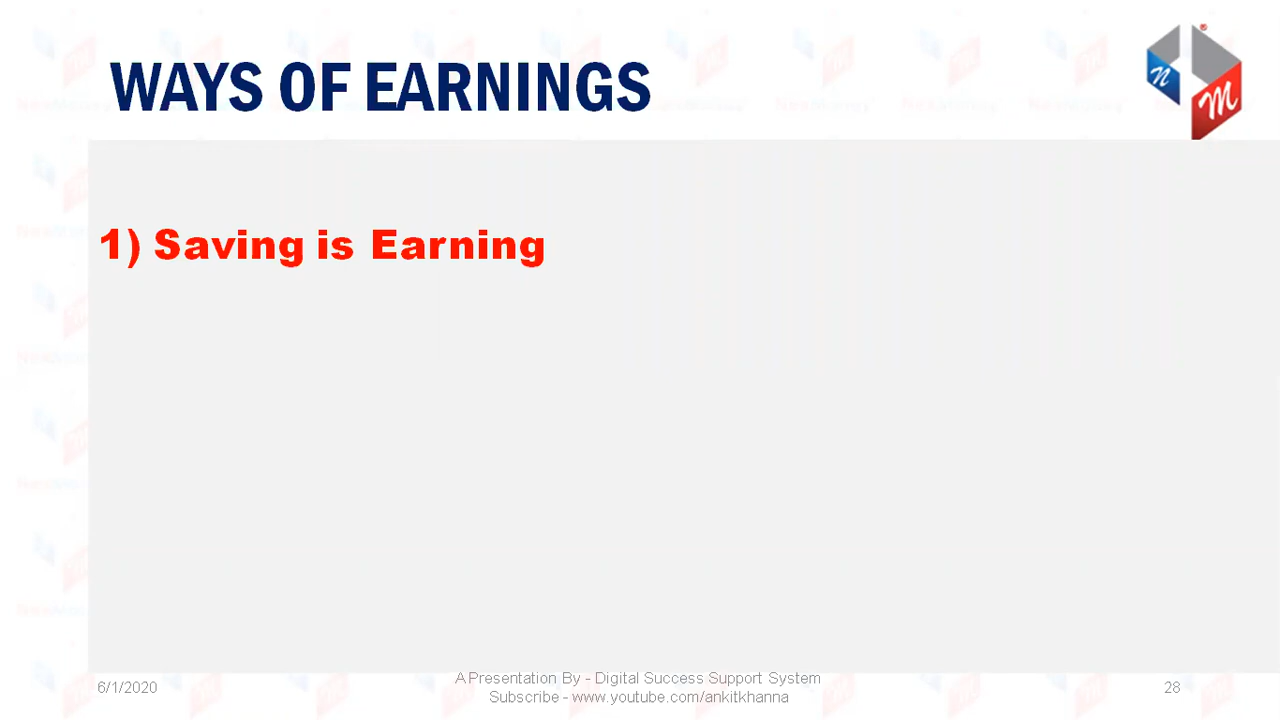 WAYS OF EARNINGS
n
m
1) Saving is Earning
6/1/2020
A Presentation By - Digital Success Support System
Subscribe - www.youtube.com/ankitkhanna
28